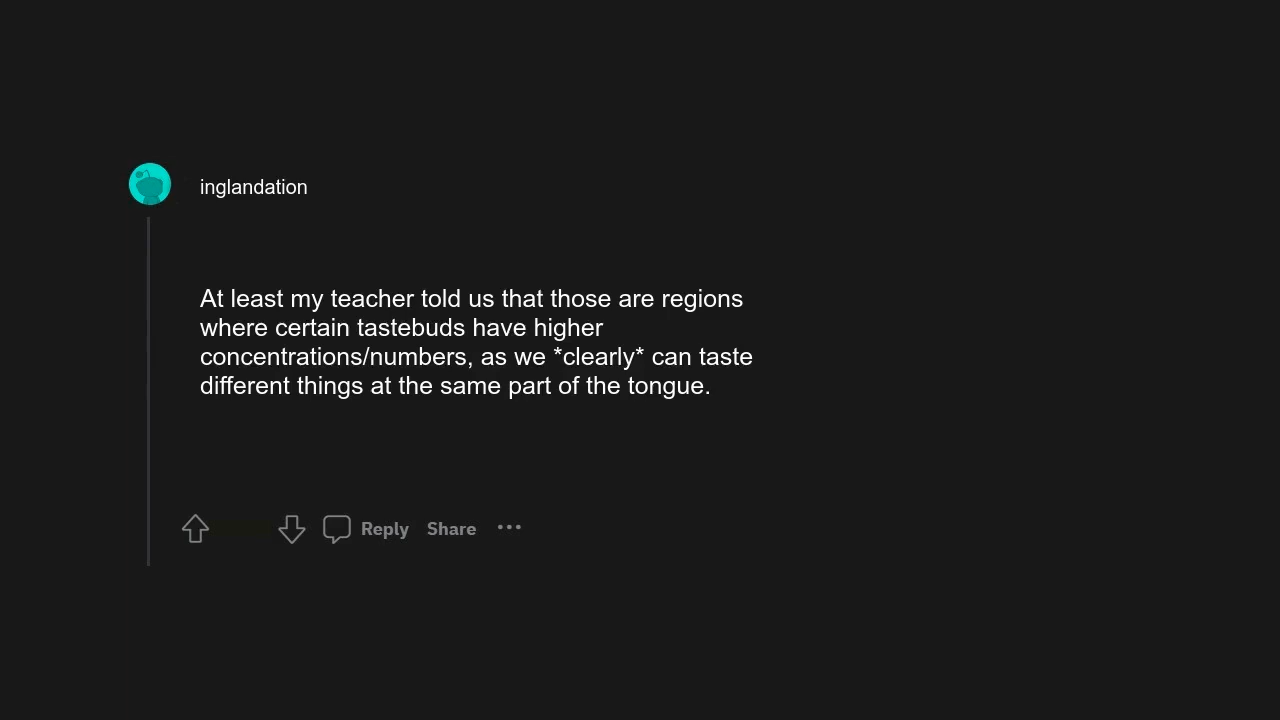 inglandation
At least my teacher told us that those are regions
where certain tastebuds have higher
concentrations/numbers, as we *clearly* can taste
different things at the same part of the tongue.
Reply Share